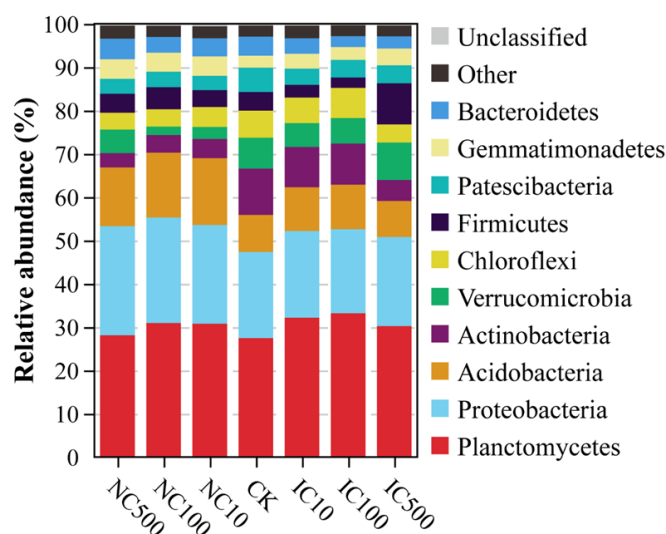 Relative abundance (%)
100
90
80
70
60
50
40
30
20
10
0
NC500
NC100
NC10
CK
IC10
IC100
IC500
Unclassified
Other
Bacteroidetes
Gemmatimonadetes
Patescibacteria
Firmicutes
Chloroflexi
Verrucomicrobia
Actinobacteria
Acidobacteria
Proteobacteria
Planctomycetes